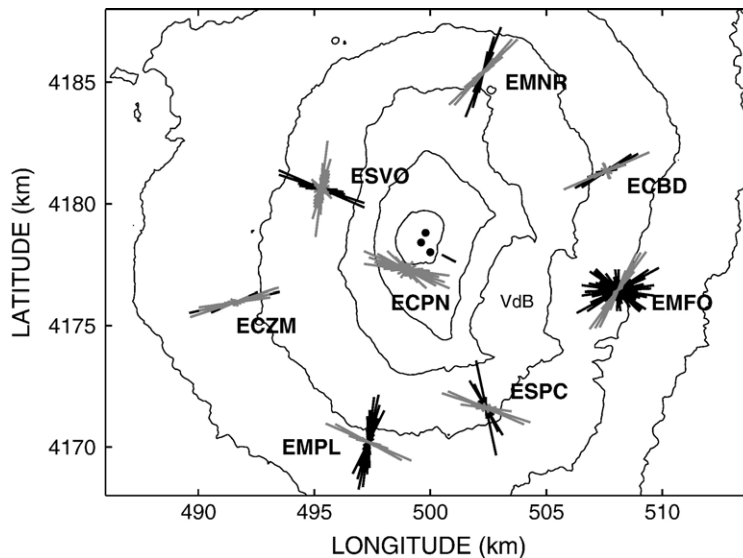 4185
EMNR
ESVO
ECBD
4180
LATITUDE (km)
ECPN
VdB
EMFO
ECZM
4175
ESPC
EMPL
4170
490 495 500 505 510
LONGITUDE (km)